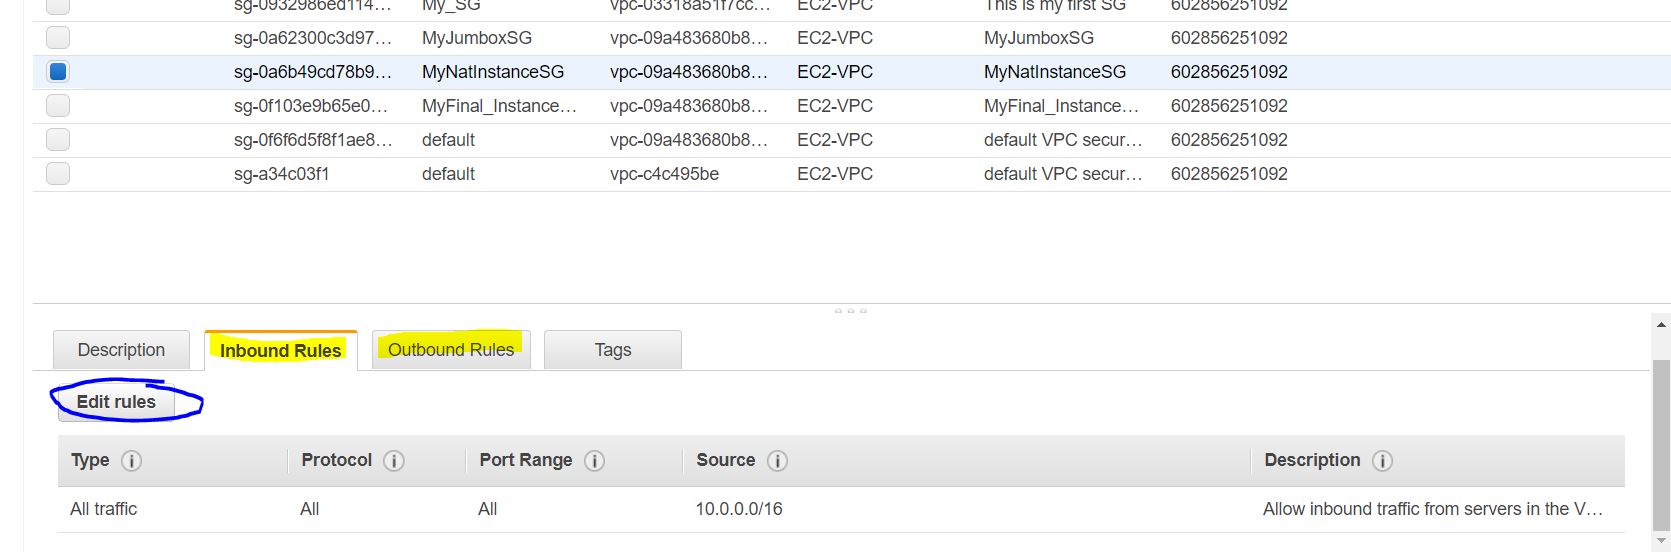 sg-0932986ed114… My_SG vpc-03318a51f7cc… EC2-VPC This is my first SG 602856251092
sg-0a62300c3d97… MyJumboxSG vpc-09a483680b8… EC2-VPC MyJumboxSG 602856251092
sg-0a6b49cd78b9… MyNatInstanceSG vpc-09a483680b8… EC2-VPC MyNatInstanceSG 602856251092
sg-0f103e9b65e0… MyFinal_Instance… vpc-09a483680b8… EC2-VPC MyFinal_Instance… 602856251092
sg-0f6f6d5f8f1ae8… default vpc-09a483680b8… EC2-VPC default VPC secur… 602856251092
sg-a34c03f1 default vpc-c4c495be EC2-VPC default VPC secur… 602856251092
Description Inbound Rules Outbound Rules Tags
Edit rules
Type Protocol Port Range Source Description
All traffic All All 10.0.0.0/16 Allow inbound traffic from servers in the V…